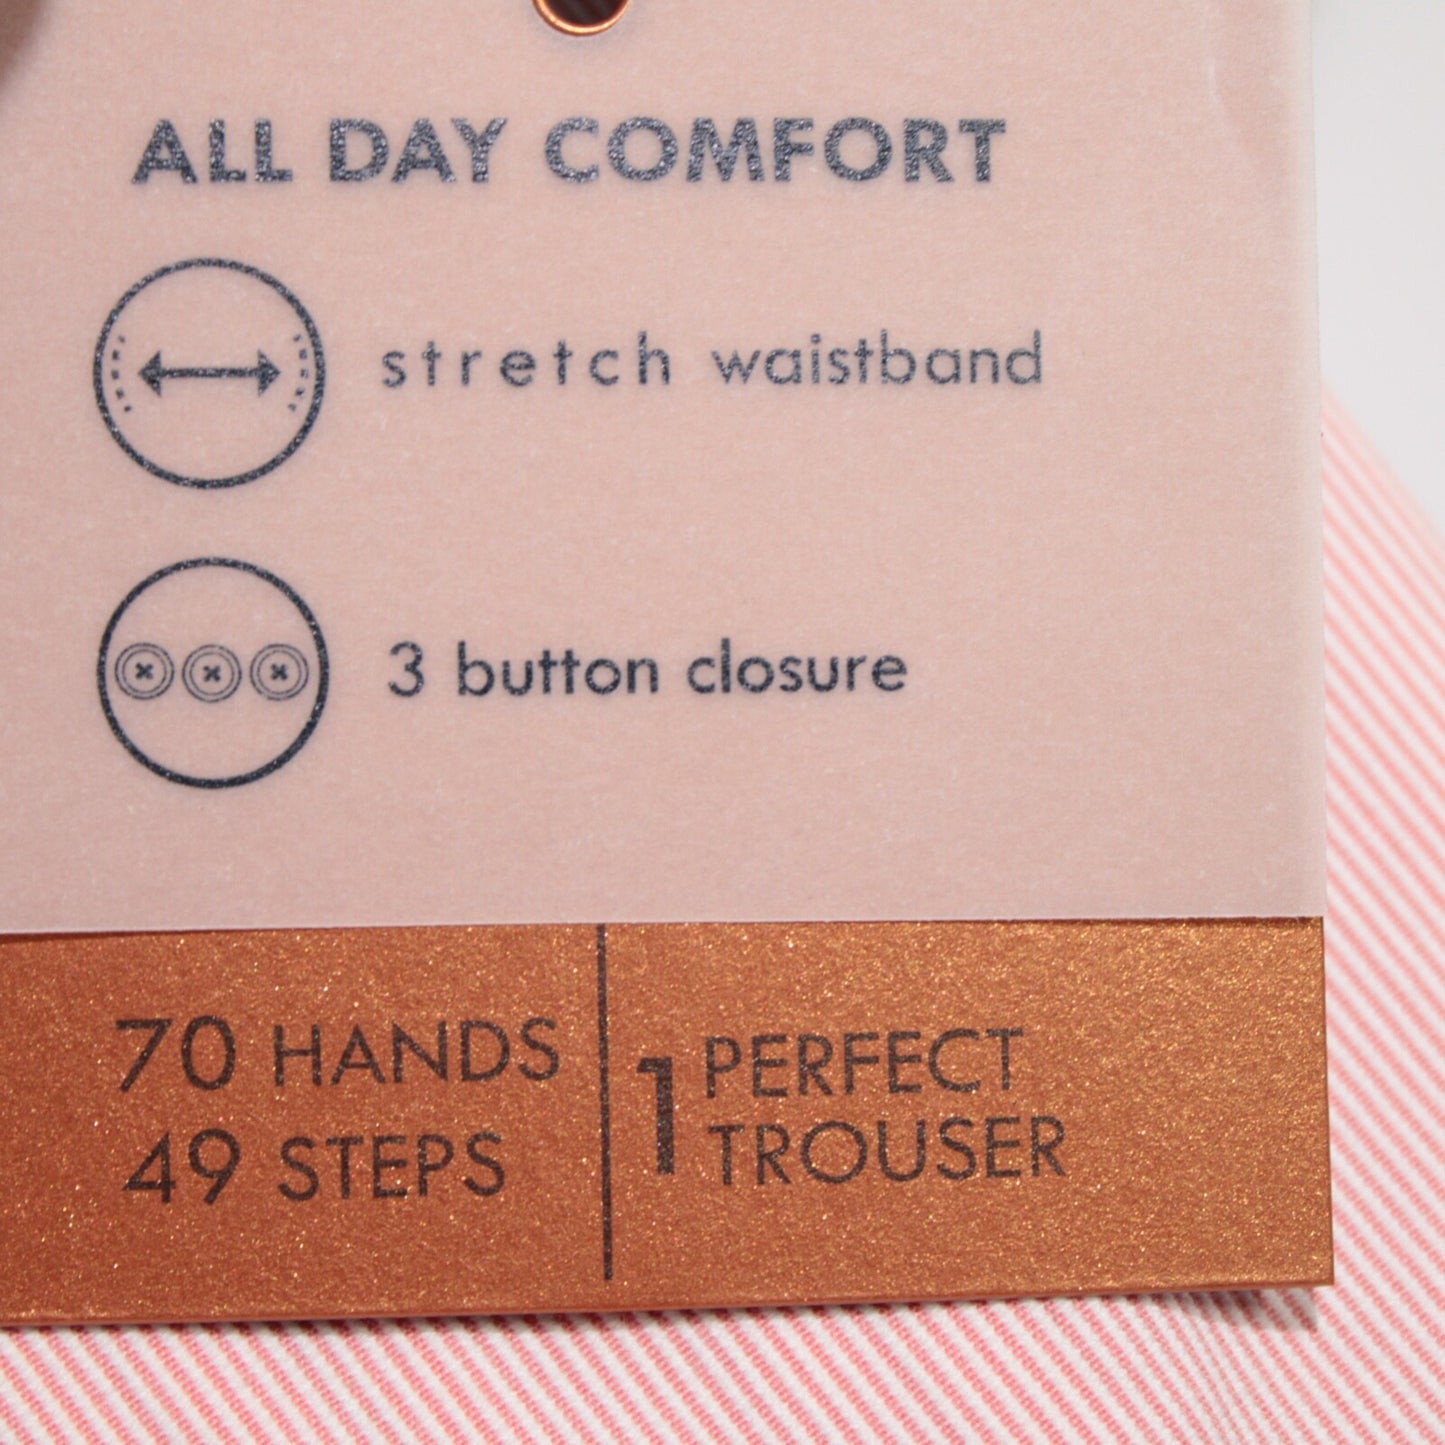 ALL DAY COMFORT
stretch waistband
3 button closure
70 HANDS
49 STEPS
1 PERFECT
TROUSER